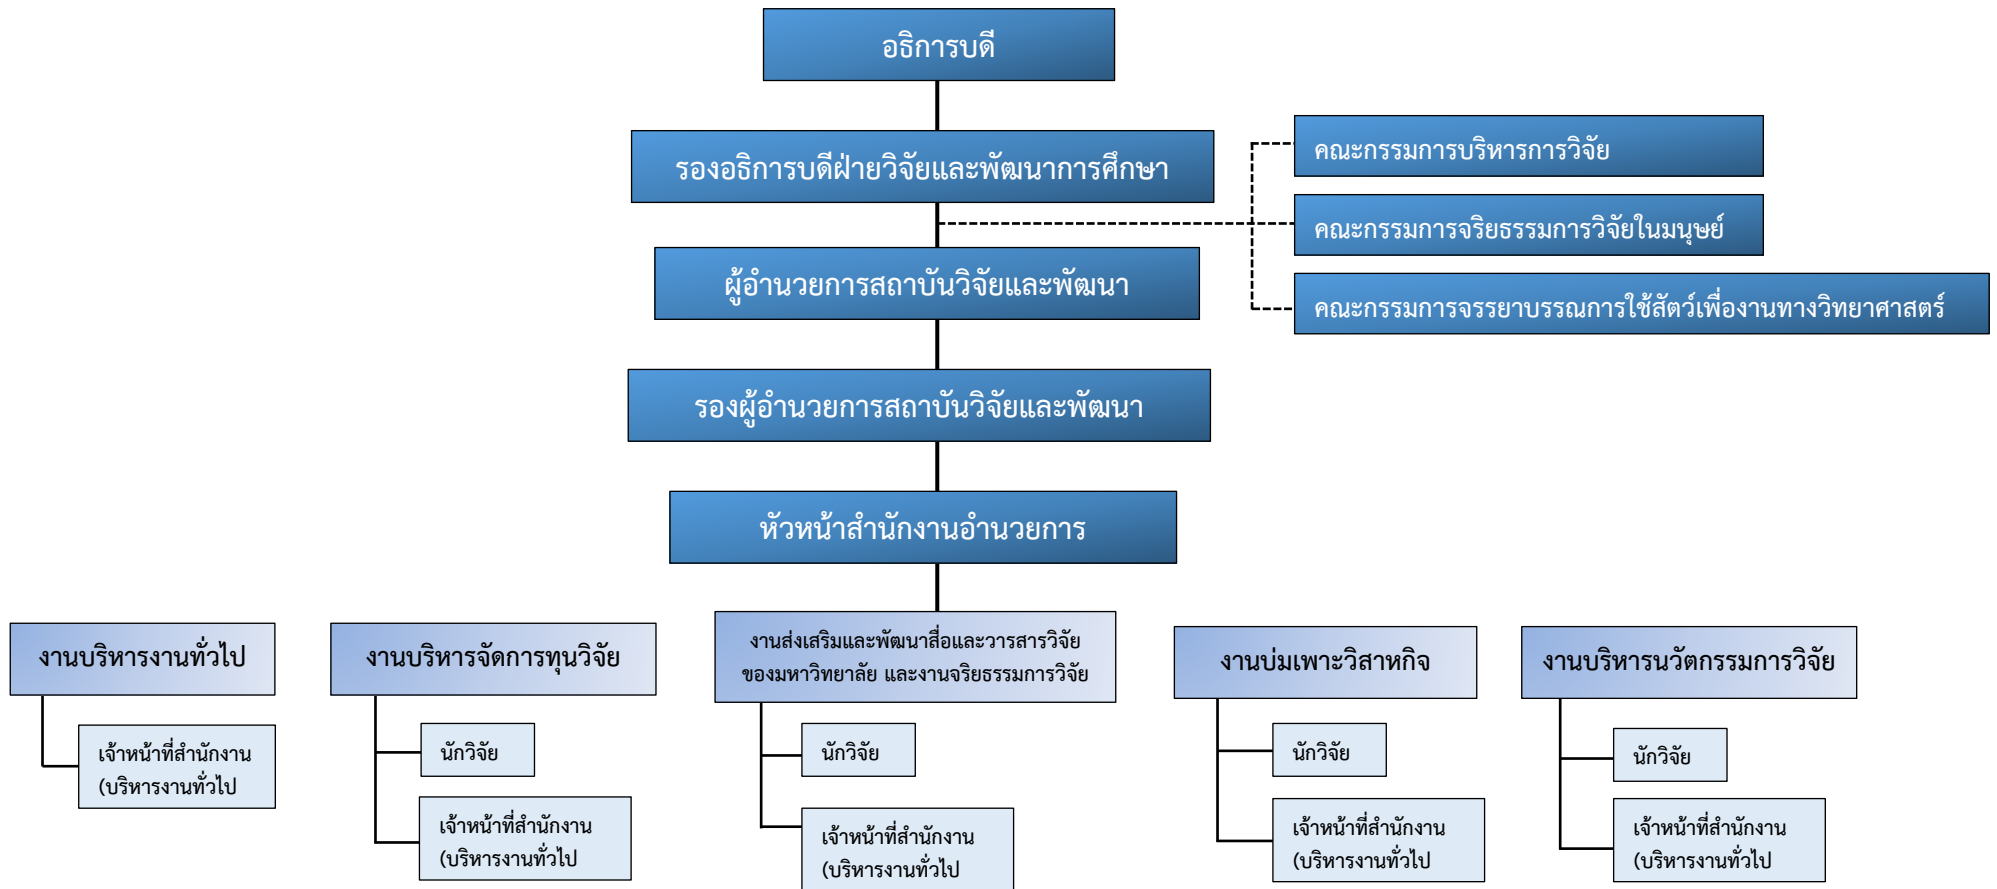 อธิการบดี
รองอธิการบดีฝ่ายวิจัยและพัฒนาการศึกษา
คณะกรรมการบริหารการวิจัย
คณะกรรมการจริยธรรมการวิจัยในมนุษย์
คณะกรรมการจรรยาบรรณการใช้สัตว์เพื่องานทางวิทยาศาสตร์
ผู้อำนวยการสถาบันวิจัยและพัฒนา
รองผู้อำนวยการสถาบันวิจัยและพัฒนา
หัวหน้าสำนักงานอำนวยการ
งานบริหารงานทั่วไป
เจ้าหน้าที่สำนักงาน
(บริหารงานทั่วไป
งานบริหารจัดการทุนวิจัย
นักวิจัย
เจ้าหน้าที่สำนักงาน
(บริหารงานทั่วไป
งานส่งเสริมและพัฒนาสื่อและวารสารวิจัย
ของมหาวิทยาลัย และงานจริยธรรมการวิจัย
นักวิจัย
เจ้าหน้าที่สำนักงาน
(บริหารงานทั่วไป
งานบ่มเพาะวิสาหกิจ
นักวิจัย
เจ้าหน้าที่สำนักงาน
(บริหารงานทั่วไป
งานบริหารนวัตกรรมการวิจัย
นักวิจัย
เจ้าหน้าที่สำนักงาน
(บริหารงานทั่วไป